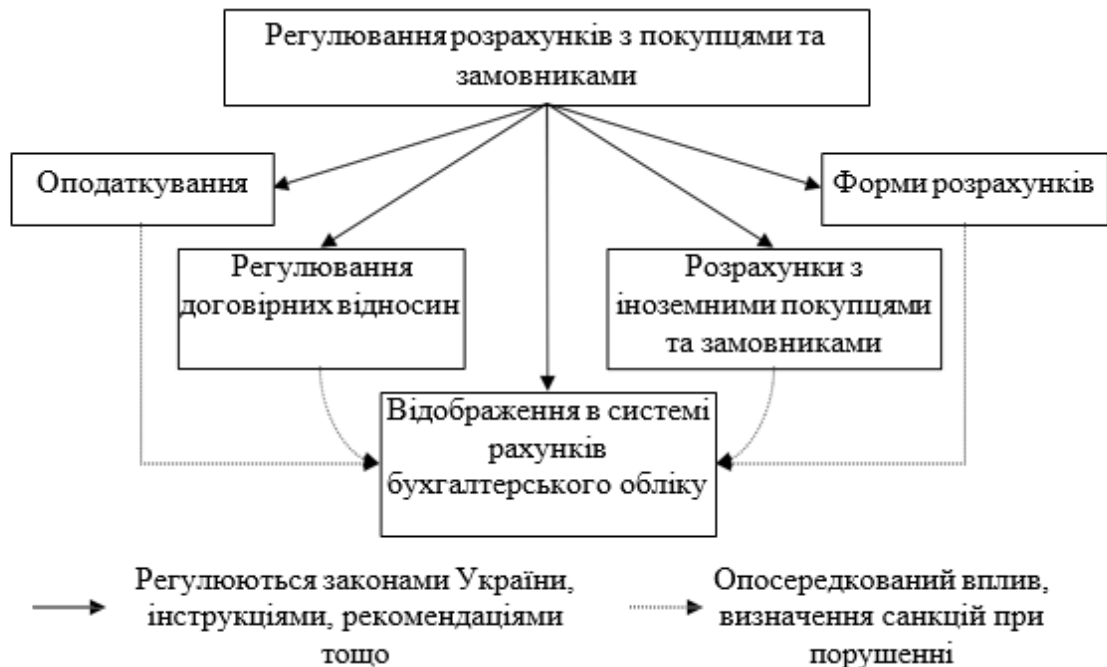 Регулювання розрахунків з покупцями та
замовниками
Оподаткування
Форми розрахунків
Регулювання
договірних відносин
Розрахунки з
іноземними покупцями
та замовниками
Відображення в системі
рахунків
бухгалтерського обліку
Регулюються законами України,
інструкціями, рекомендаціями
тощо
Опосередкований вплив,
визначення санкцій при
порушенні